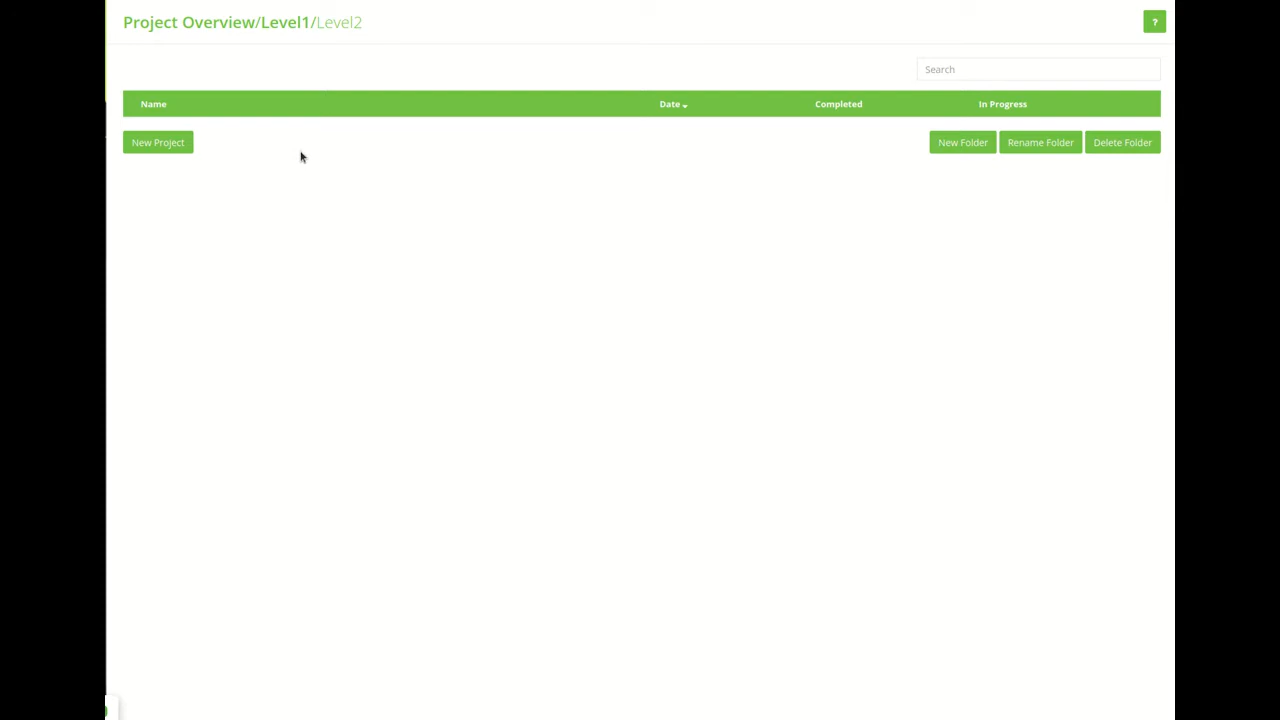 Project Overview/Level1/Level2
?
Search
Name Date Completed In Progress
New Project New Folder Rename Folder Delete Folder